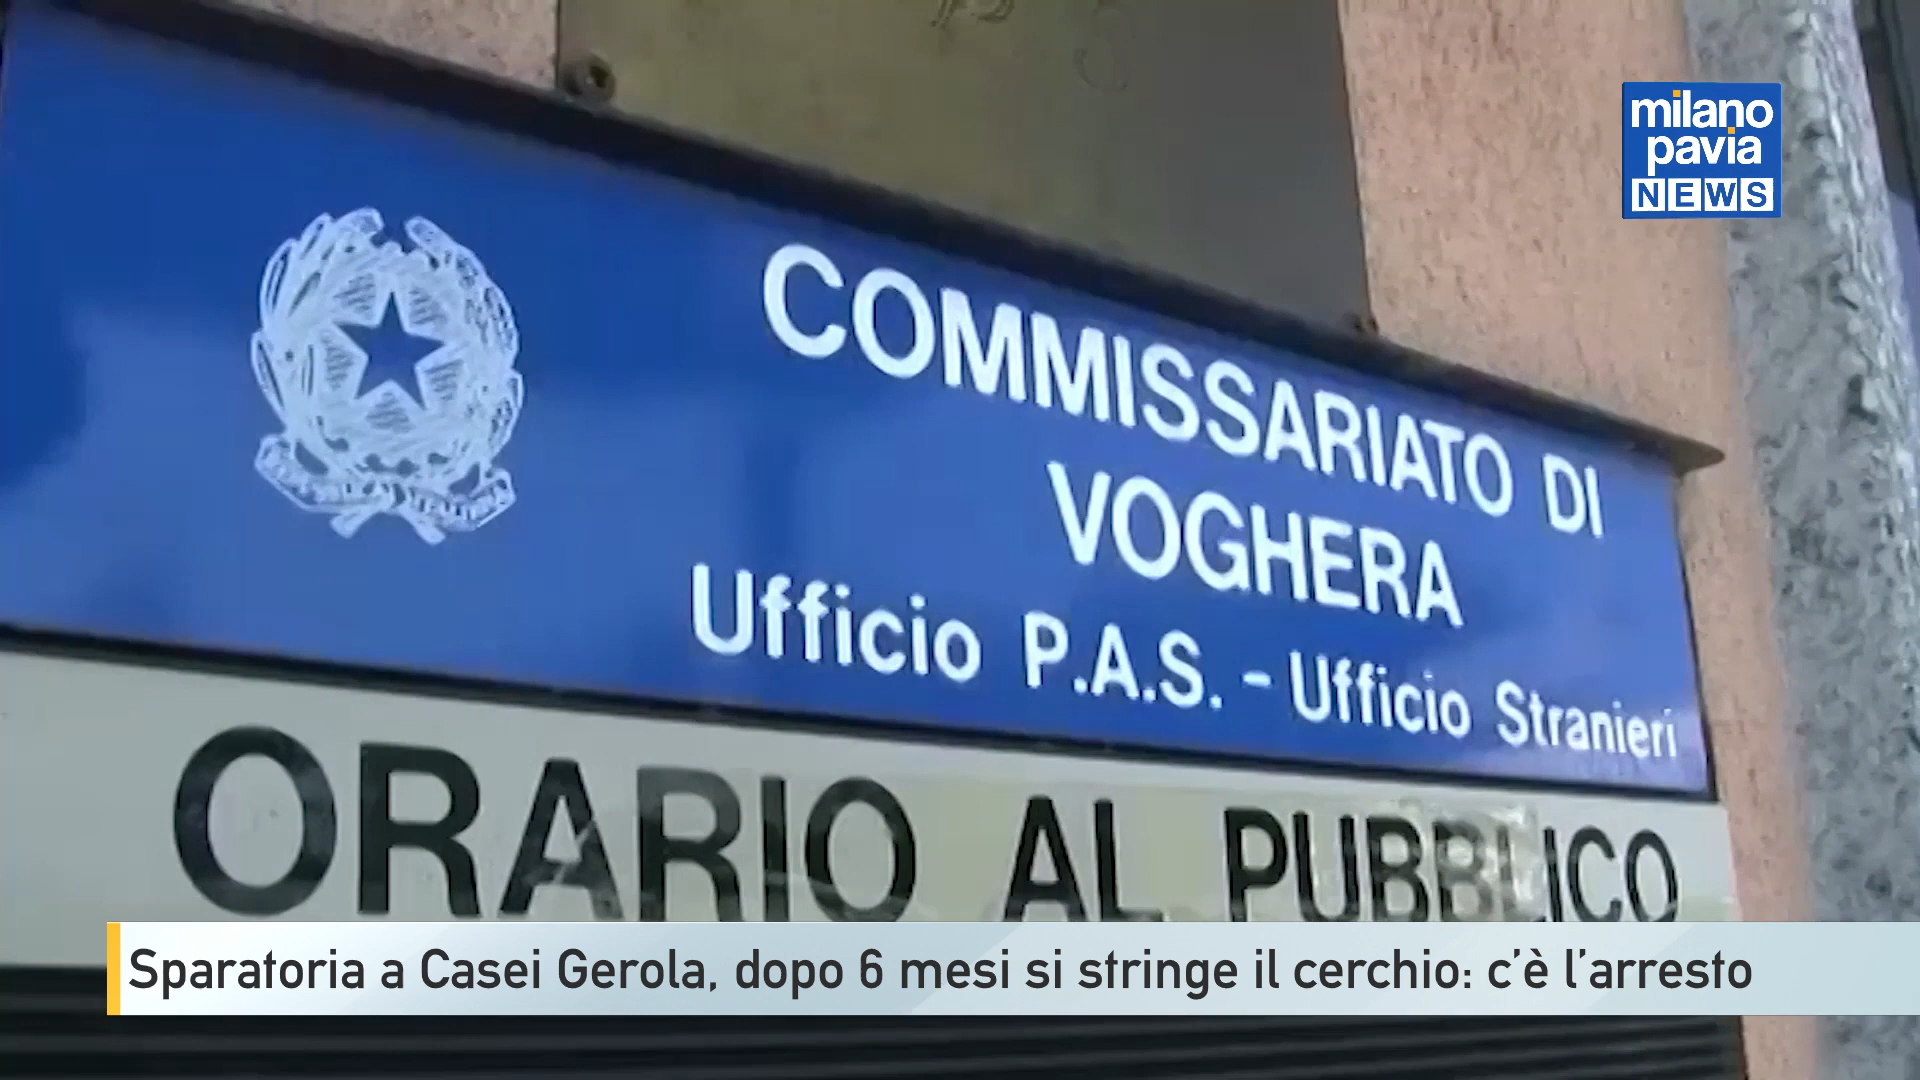 milano
pavia
NEWS
COMMISSARIATO DI
VOGHERA
Ufficio P.A.S. - Ufficio Stranieri
ORARIO AL PUBBLICO
Sparatoria a Casei Gerola, dopo 6 mesi si stringe il cerchio: c'è l'arresto